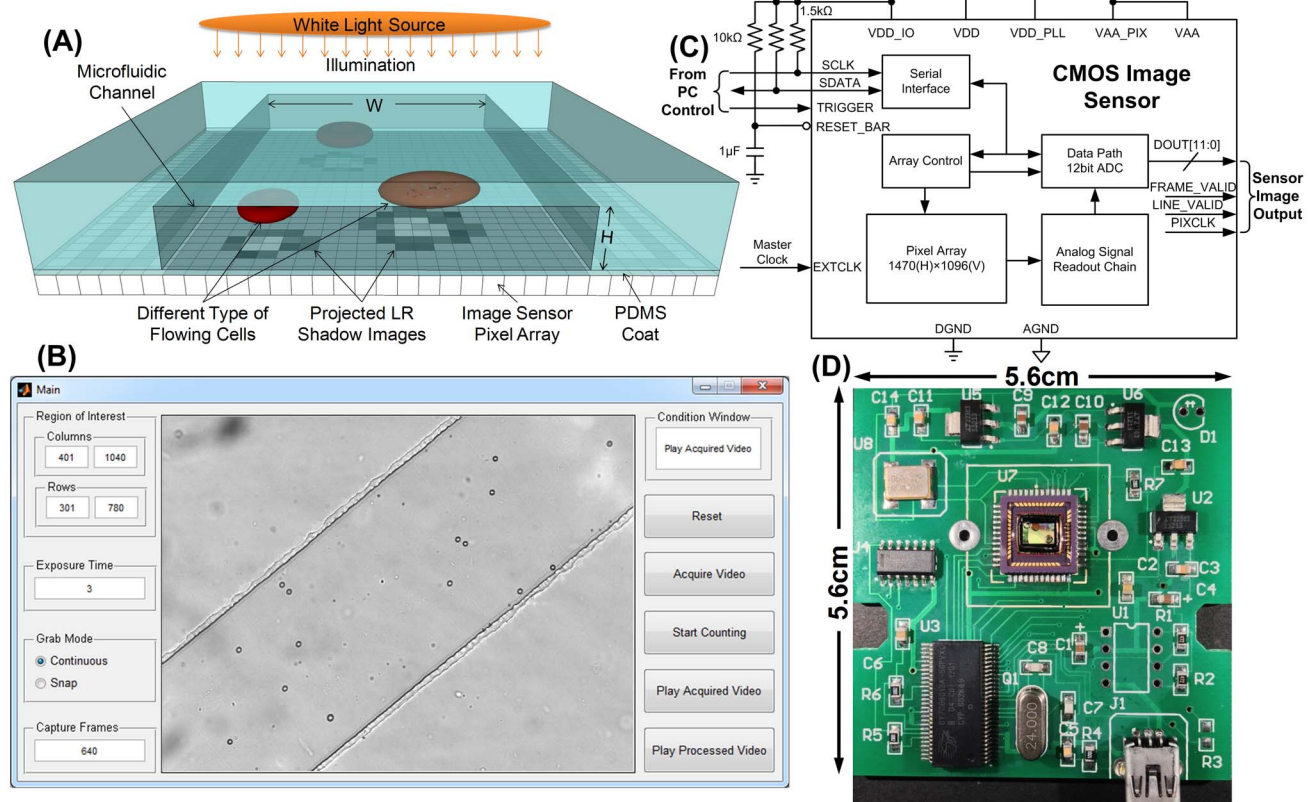 (A)
White Light Source
Illumination
Microfluidic
Channel
W
H
Different Type of
Flowing Cells
Projected LR
Shadow Images
Image Sensor
Pixel Array
PDMS
Coat
(B)
Main
Region of Interest
Columns
401 1040
Rows
301 780
Exposure Time
3
Grab Mode
Continuous
Snap
Capture Frames
640
Condition Window
Play Acquired Video
Reset
Acquire Video
Start Counting
Play Acquired Video
Play Processed Video
(C)
1.5kΩ
10kΩ
VDD_IO VDD VDD_PLL VAA_PIX VAA
From
PC
Control
SCLK
SDATA
TRIGGER
RESET_BAR
1μF
Serial
Interface
CMOS Image
Sensor
Array Control
Data Path
12bit ADC
DOUT[11:0]
FRAME_VALID
LINE_VALID
PIXCLK
Sensor
Image
Output
Master
Clock
EXTCLK
Pixel Array
1470(H)×1096(V)
Analog Signal
Readout Chain
DGND
AGND
(D)
5.6cm
5.6cm
C14 C11 U5 C9 C12 C10 U6
D1
U8
C13
U7
R7
U2
U4
C2 C3
C4
U1 R1
U3
C6
C8
C1
R6
Q1
R2
24.000
C7
J1
R5
C5 R4
R3